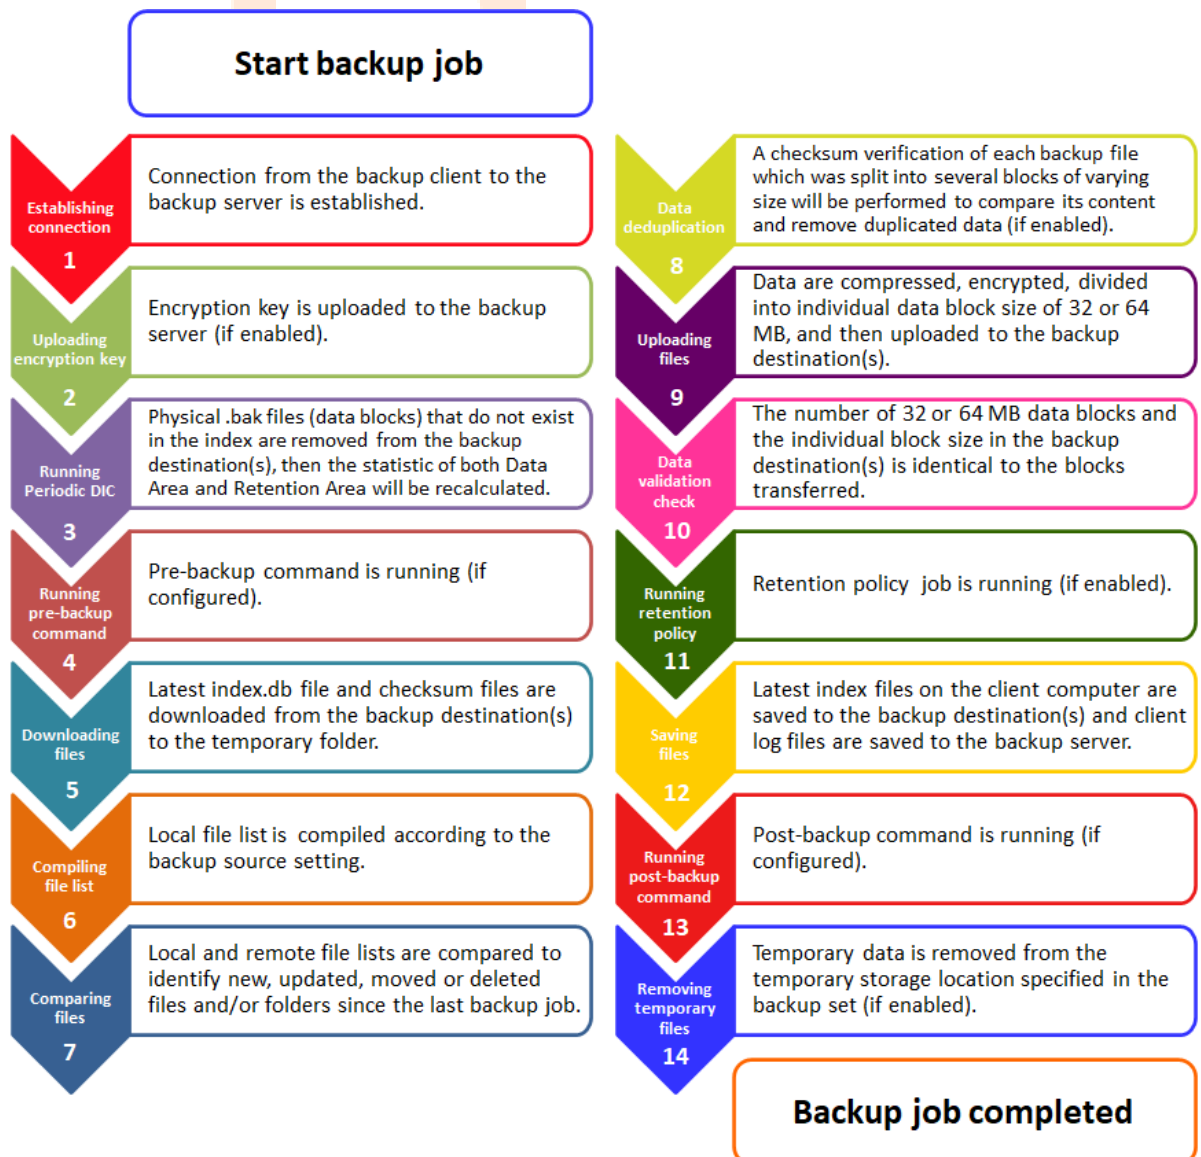 Start backup job
Establishing
connection
1
Connection from the backup client to the
backup server is established.
Uploading
encryption key
2
Encryption key is uploaded to the backup
server (if enabled).
Running
Periodic DIC
3
Physical .bak files (data blocks) that do not exist
in the index are removed from the backup
destination(s), then the statistic of both Data
Area and Retention Area will be recalculated.
Running
pre-backup
command
4
Pre-backup command is running (if
configured).
Downloading
files
5
Latest index.db file and checksum files are
downloaded from the backup destination(s)
to the temporary folder.
Compiling
file list
6
Local file list is compiled according to the
backup source setting.
Comparing
files
7
Local and remote file lists are compared to
identify new, updated, moved or deleted
files and/or folders since the last backup job.
Data
deduplication
8
A checksum verification of each backup file
which was split into several blocks of varying
size will be performed to compare its content
and remove duplicated data (if enabled).
Uploading
files
9
Data are compressed, encrypted, divided
into individual data block size of 32 or 64
MB, and then uploaded to the backup
destination(s).
Data
validation
check
10
The number of 32 or 64 MB data blocks and
the individual block size in the backup
destination(s) is identical to the blocks
transferred.
Running
retention
policy
11
Retention policy job is running (if enabled).
Saving
files
12
Latest index files on the client computer are
saved to the backup destination(s) and client
log files are saved to the backup server.
Running
post-backup
command
13
Post-backup command is running (if
configured).
Removing
temporary
files
14
Temporary data is removed from the
temporary storage location specified in the
backup set (if enabled).
Backup job completed